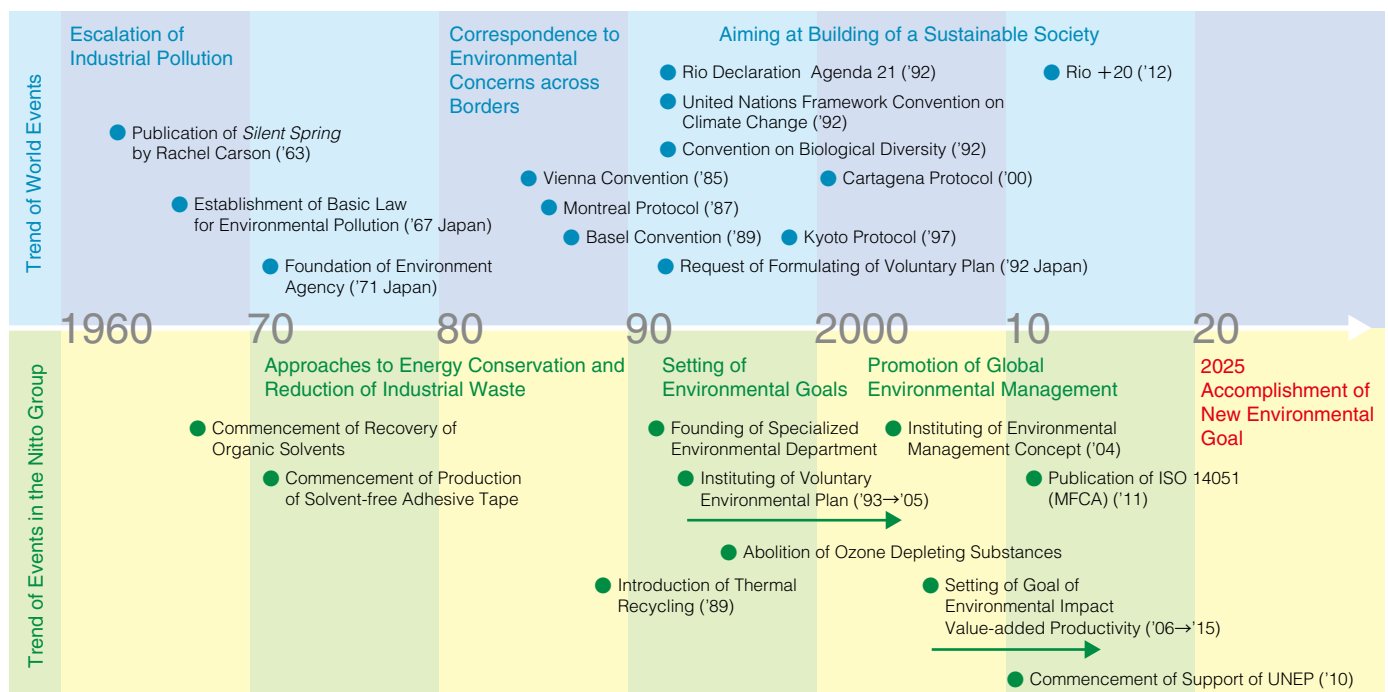 Trend of World Events
Escalation of
Industrial Pollution
Correspondence to
Environmental
Concerns across
Borders
Aiming at Building of a Sustainable Society
Publication of Silent Spring
by Rachel Carson (’63)
Establishment of Basic Law
for Environmental Pollution (’67 Japan)
Foundation of Environment
Agency (’71 Japan)
Vienna Convention (’85)
Montreal Protocol (’87)
Basel Convention (’89)
Rio Declaration Agenda 21 (’92)
United Nations Framework Convention on
Climate Change (’92)
Convention on Biological Diversity (’92)
Cartagena Protocol (’00)
Kyoto Protocol (’97)
Request of Formulating of Voluntary Plan (’92 Japan)
Rio +20 (’12)
1960 70 80 90 2000 10 20
Trend of Events in the Nitto Group
Approaches to Energy Conservation and
Reduction of Industrial Waste
Setting of
Environmental Goals
Promotion of Global
Environmental Management
2025
Accomplishment of
New Environmental
Goal
Commencement of Recovery of
Organic Solvents
Commencement of Production
of Solvent-free Adhesive Tape
Founding of Specialized
Environmental Department
Instituting of Voluntary
Environmental Plan (’93→’05)
Abolition of Ozone Depleting Substances
Introduction of Thermal
Recycling (’89)
Instituting of Environmental
Management Concept (’04)
Publication of ISO 14051
(MFCA) (’11)
Setting of Goal of
Environmental Impact
Value-added Productivity (’06→’15)
Commencement of Support of UNEP (’10)